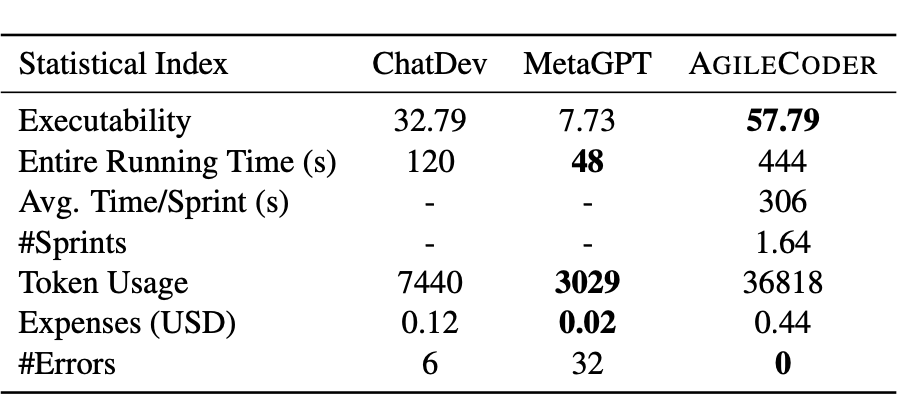 Statistical Index ChatDev MetaGPT AGILECODER
Executability 32.79 7.73 57.79
Entire Running Time (s) 120 48 444
Avg. Time/Sprint (s) - - 306
#Sprints - - 1.64
Token Usage 7440 3029 36818
Expenses (USD) 0.12 0.02 0.44
#Errors 6 32 0